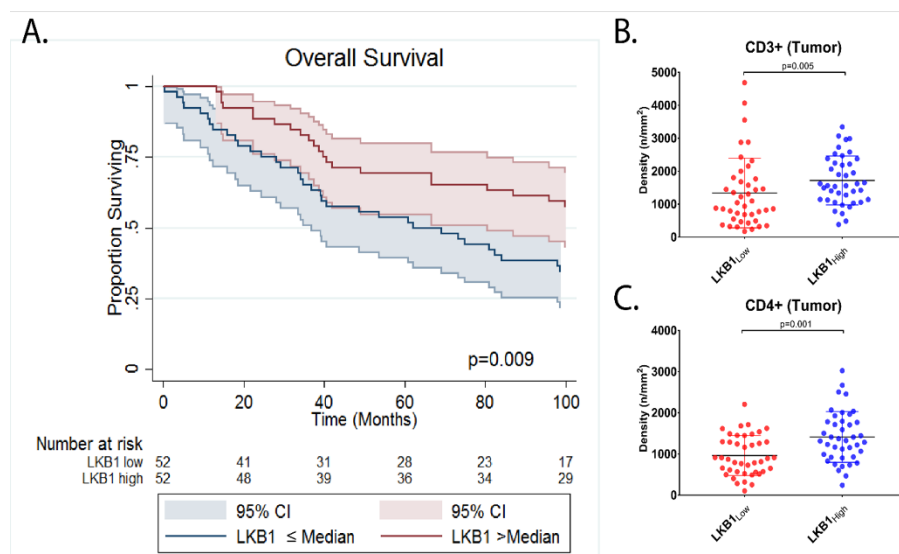 A.
Overall Survival
Proportion Surviving
1
.75
.5
.25
0
p=0.009
0 20 40 60 80 100
Time (Months)
Number at risk
LKB1 low 52 41 31 28 23 17
LKB1 high 52 48 39 36 34 29
95% CI 95% CI
LKB1 ≤ Median LKB1 >Median
B.
CD3+ (Tumor)
p=0.005
Density (n/mm²)
5000
4000
3000
2000
1000
0
LKB1Low LKB1High
C.
CD4+ (Tumor)
p=0.001
Density (n/mm²)
4000
3000
2000
1000
0
LKB1Low LKB1High